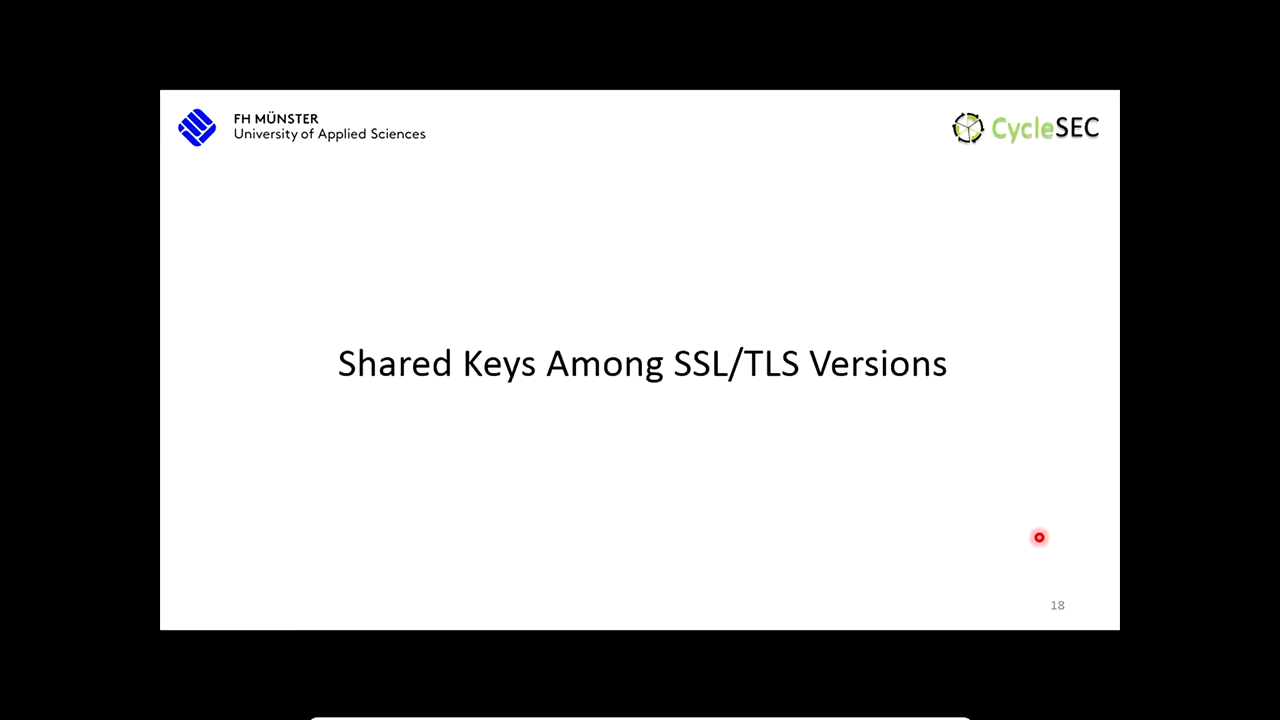 FH MÜNSTER
University of Applied Sciences
CycleSEC
Shared Keys Among SSL/TLS Versions
18